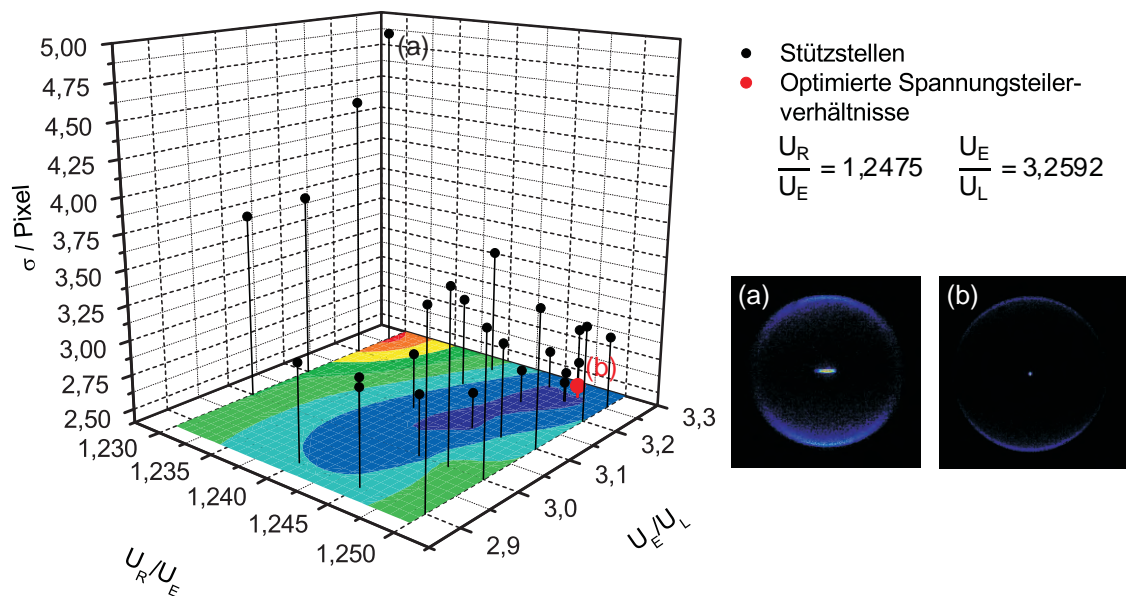 5,00
4,75
4,50
4,25
4,00
3,75
3,50
3,25
3,00
2,75
2,50
σ / Pixel
1,230
1,235
1,240
1,245
1,250
U_R/U_E
2,9
3,0
3,1
3,2
3,3
U_E/U_L
(a)
(b)
Stützstellen
Optimierte Spannungsteiler-
verhältnisse
U_R/U_E = 1,2475 U_E/U_L = 3,2592
(a)
(b)